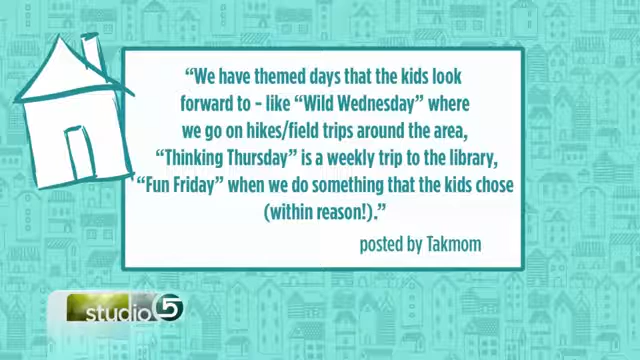 “We have themed days that the kids look
forward to - like “Wild Wednesday” where
we go on hikes/field trips around the area,
“Thinking Thursday” is a weekly trip to the library,
“Fun Friday” when we do something that the kids chose
(within reason!).”
posted by Takmom
studio 5